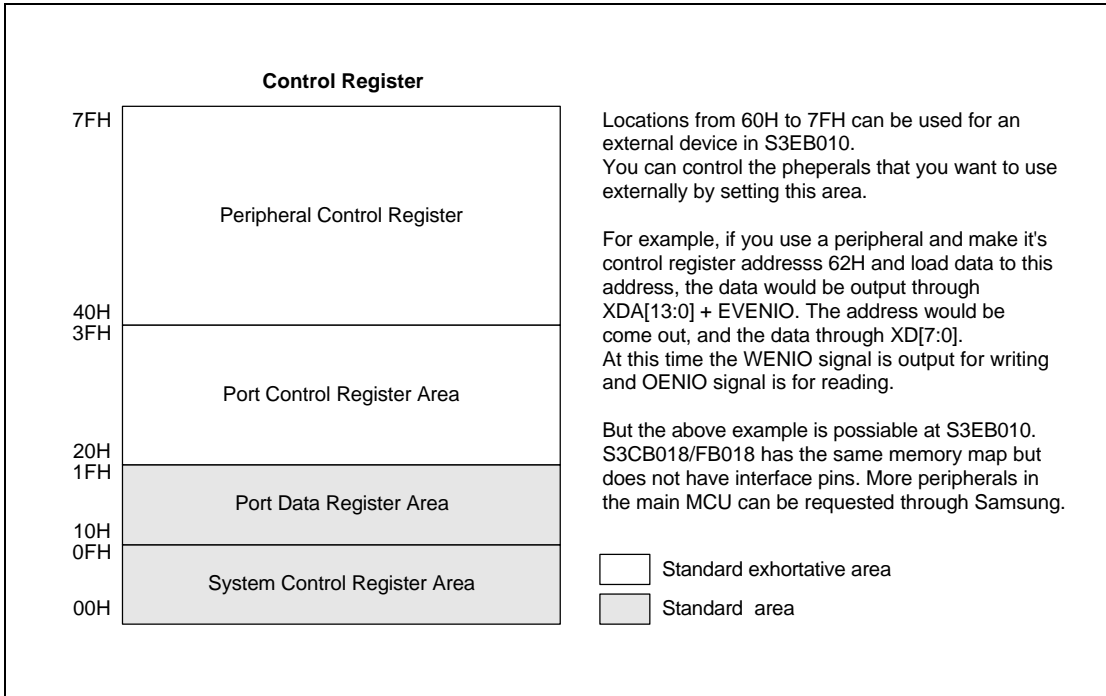 Control Register
7FH
Peripheral Control Register
40H
3FH
Port Control Register Area
20H
1FH
Port Data Register Area
10H
0FH
System Control Register Area
00H
Locations from 60H to 7FH can be used for an
external device in S3EB010.
You can control the pheperals that you want to use
externally by setting this area.
For example, if you use a peripheral and make it's
control register addresss 62H and load data to this
address, the data would be output through
XDA[13:0] + EVENIO. The address would be
come out, and the data through XD[7:0].
At this time the WENIO signal is output for writing
and OENIO signal is for reading.
But the above example is possiable at S3EB010.
S3CB018/FB018 has the same memory map but
does not have interface pins. More peripherals in
the main MCU can be requested through Samsung.
Standard exhortative area
Standard area